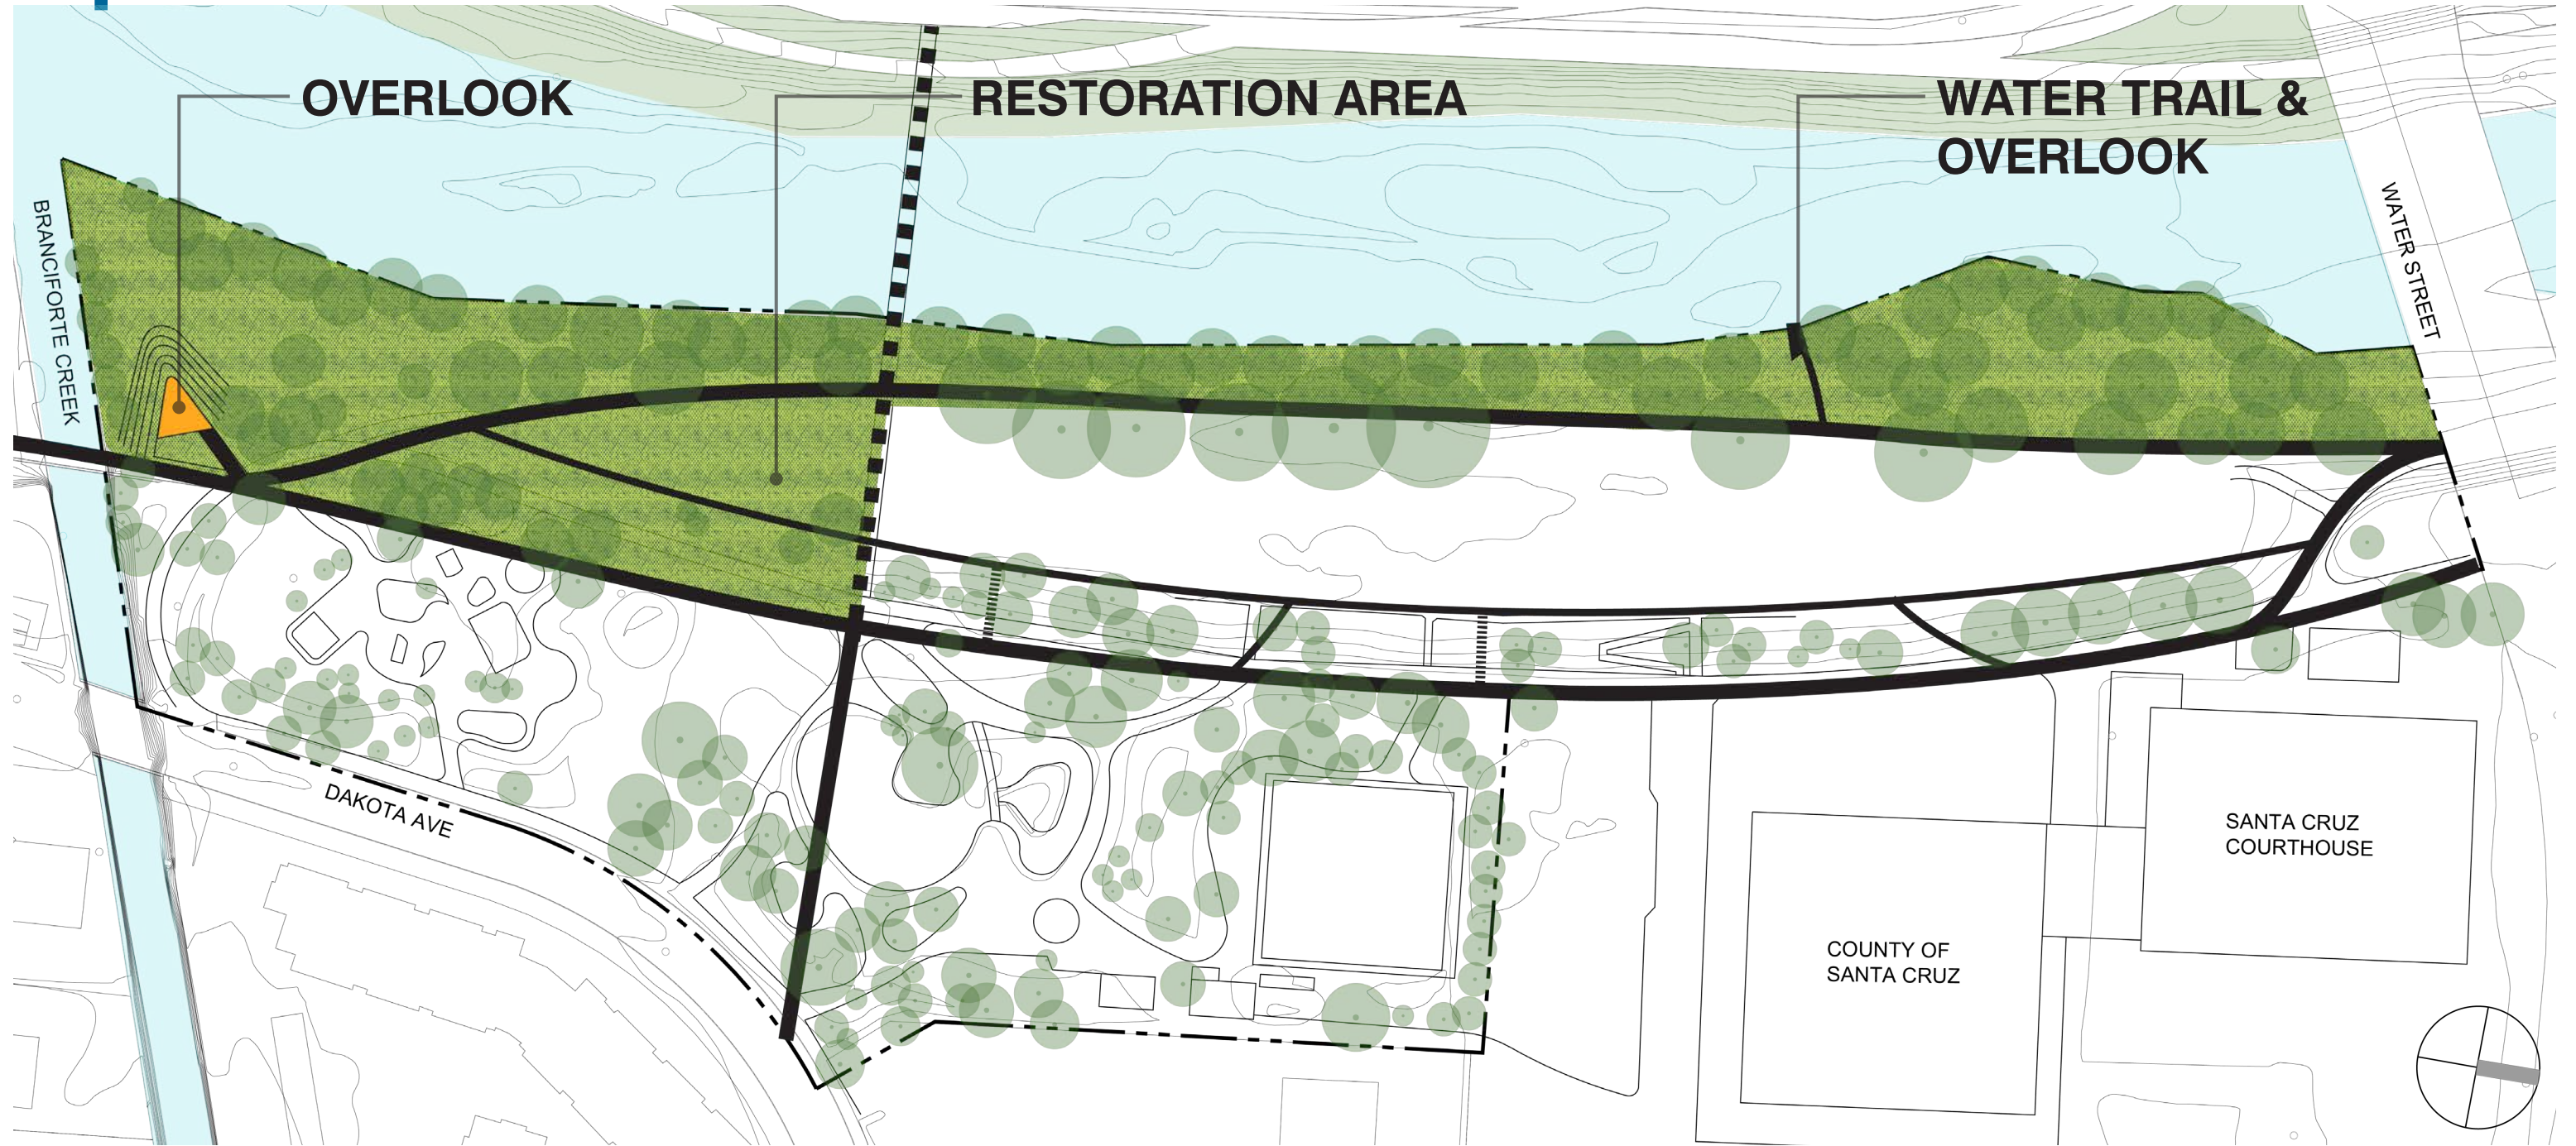 OVERLOOK
RESTORATION AREA
WATER TRAIL &
OVERLOOK
BRANCIFORTE CREEK
WATER STREET
DAKOTA AVE
SANTA CRUZ
COURTHOUSE
COUNTY OF
SANTA CRUZ